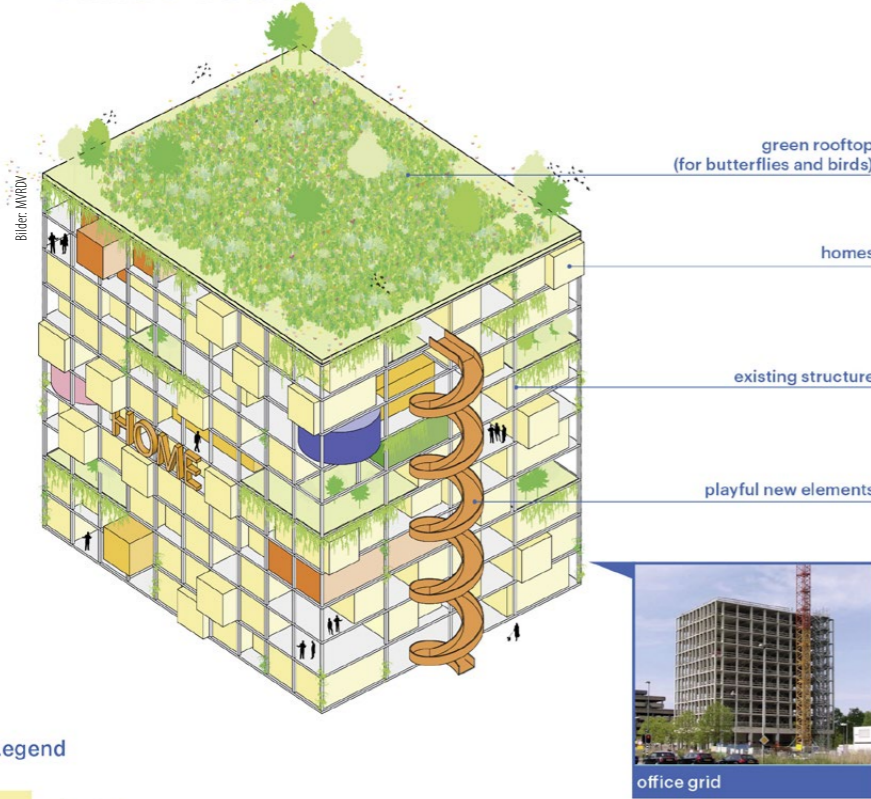 green rooftop
(for butterflies and birds)
Bilder: MVRDV
homes
existing structure
HOME
playful new elements
office grid
Legend